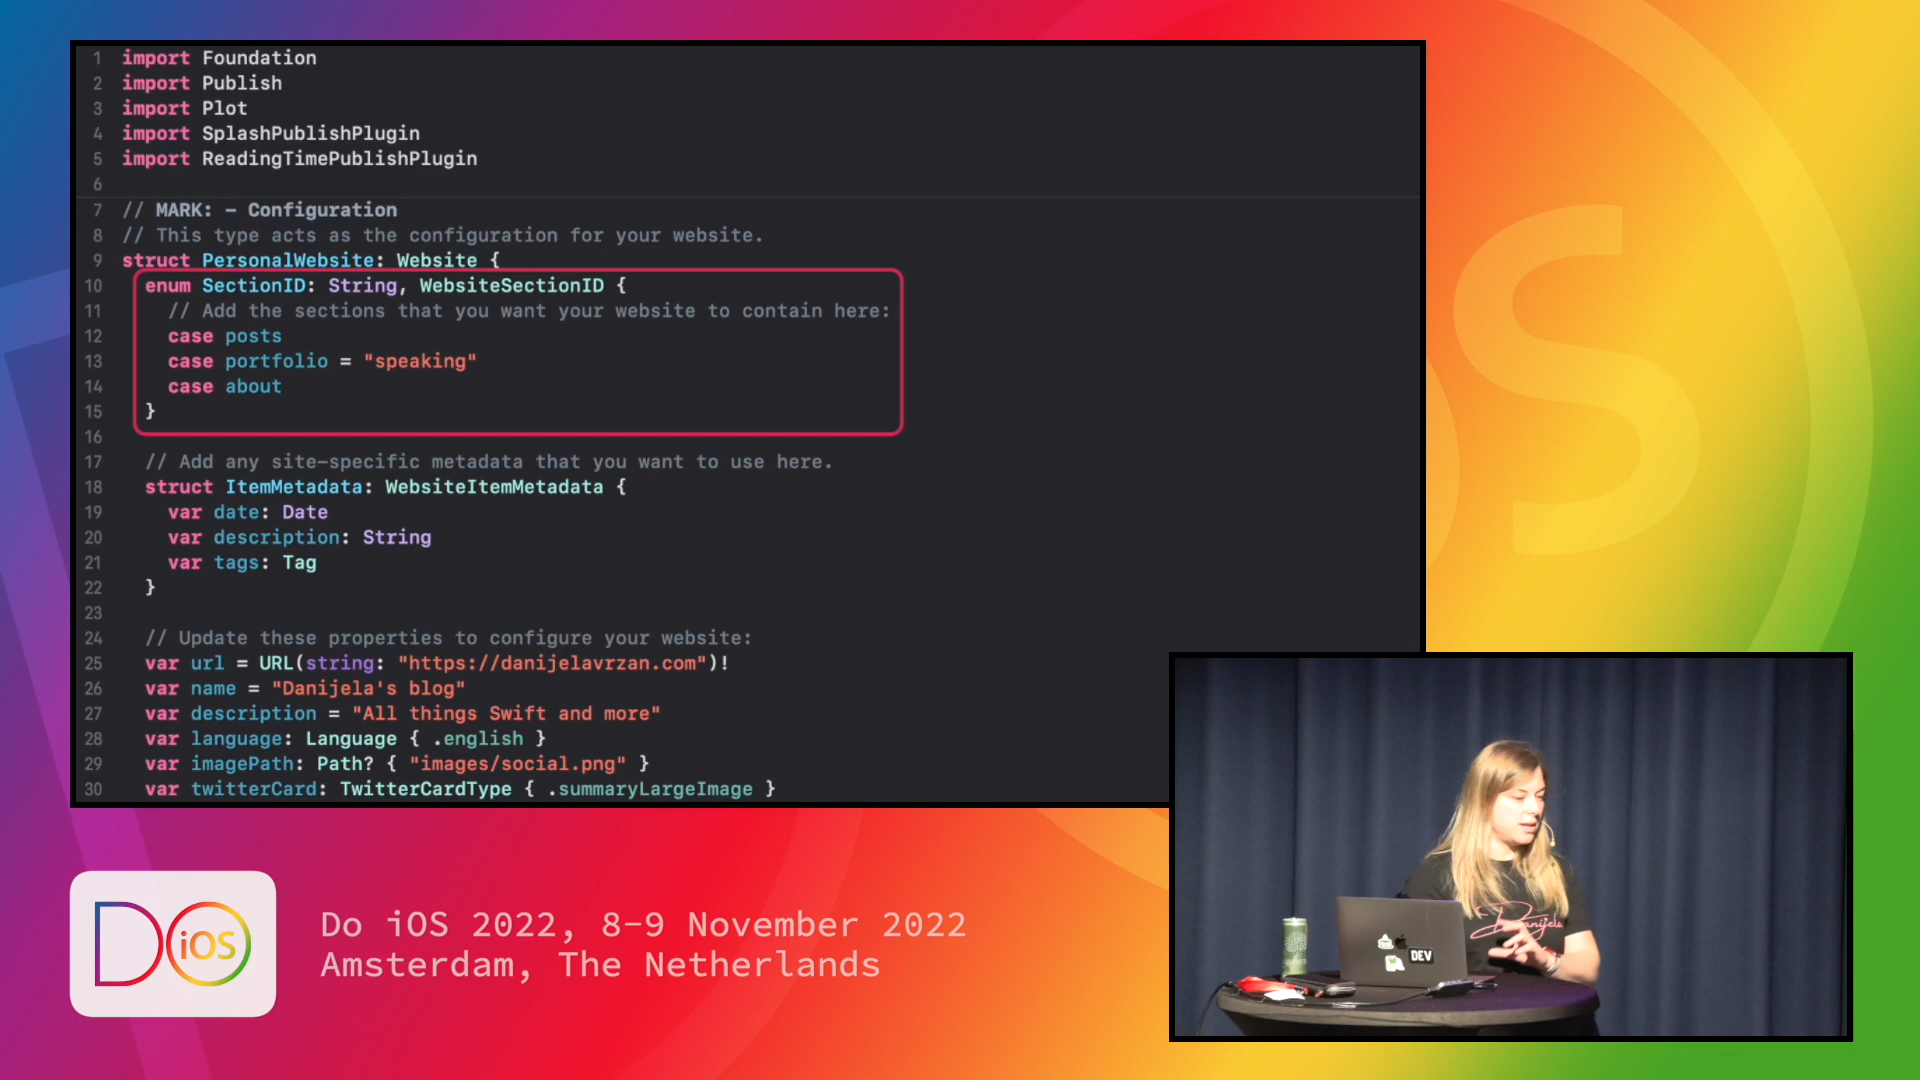 1 import Foundation
2 import Publish
3 import Plot
4 import SplashPublishPlugin
5 import ReadingTimePublishPlugin
6
7 // MARK: - Configuration
8 // This type acts as the configuration for your website.
9 struct PersonalWebsite: Website {
10 enum SectionID: String, WebsiteSectionID {
11 // Add the sections that you want your website to contain here:
12 case posts
13 case portfolio = "speaking"
14 case about
15 }
16
17 // Add any site-specific metadata that you want to use here.
18 struct ItemMetadata: WebsiteItemMetadata {
19 var date: Date
20 var description: String
21 var tags: Tag
22 }
23
24 // Update these properties to configure your website:
25 var url = URL(string: "https://danijelavrzan.com")!
26 var name = "Danijela's blog"
27 var description = "All things Swift and more"
28 var language: Language { .english }
29 var imagePath: Path? { "images/social.png" }
30 var twitterCard: TwitterCardType { .summaryLargeImage }
Danijela
DEV
DO iOS
Do iOS 2022, 8-9 November 2022
Amsterdam, The Netherlands
S